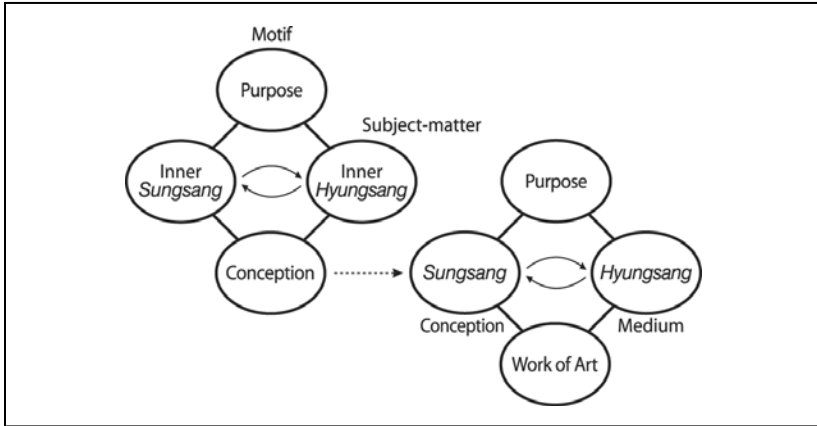 Motif
Purpose
Subject-matter
Inner
Sungsang
Inner
Hyungsang
Conception
Purpose
Sungsang
Hyungsang
Conception
Medium
Work of Art